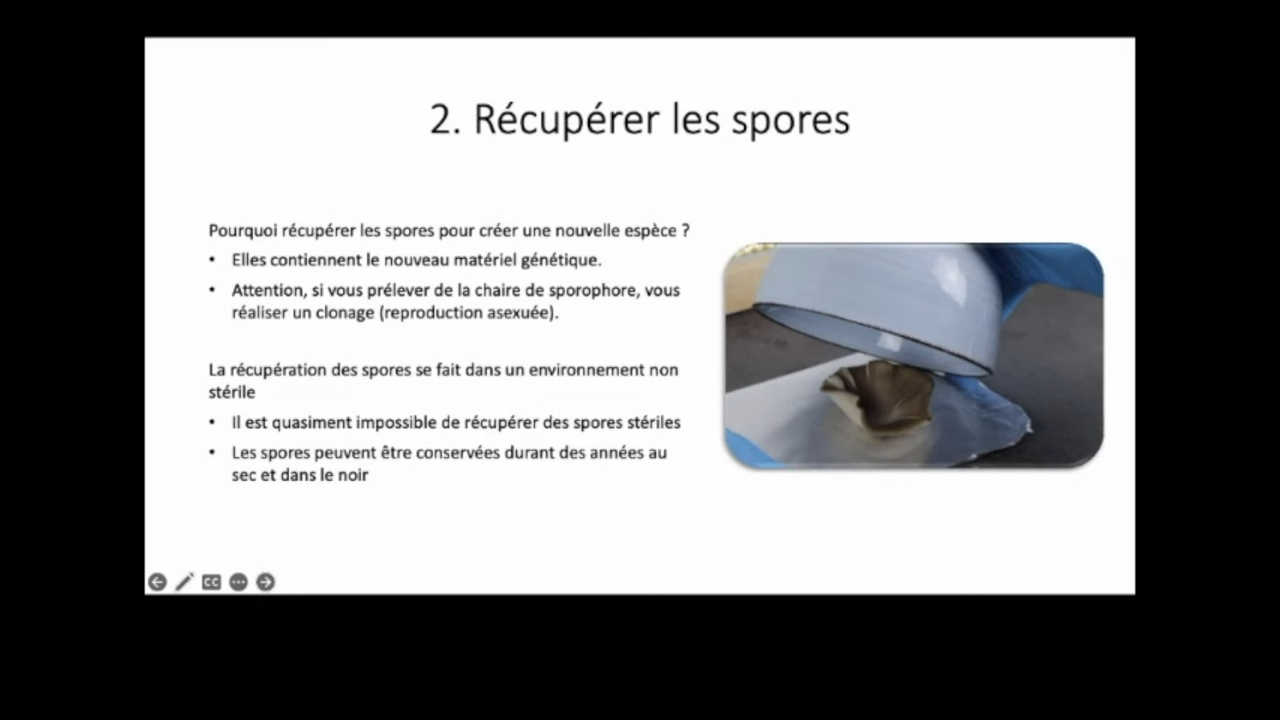 2. Récupérer les spores
Pourquoi récupérer les spores pour créer une nouvelle espèce ?
• Elles contiennent le nouveau matériel génétique.
• Attention, si vous prélever de la chaire de sporophore, vous
réaliser un clonage (reproduction asexuée).
La récupération des spores se fait dans un environnement non
stérile
• Il est quasiment impossible de récupérer des spores stériles
• Les spores peuvent être conservées durant des années au
sec et dans le noir
CC